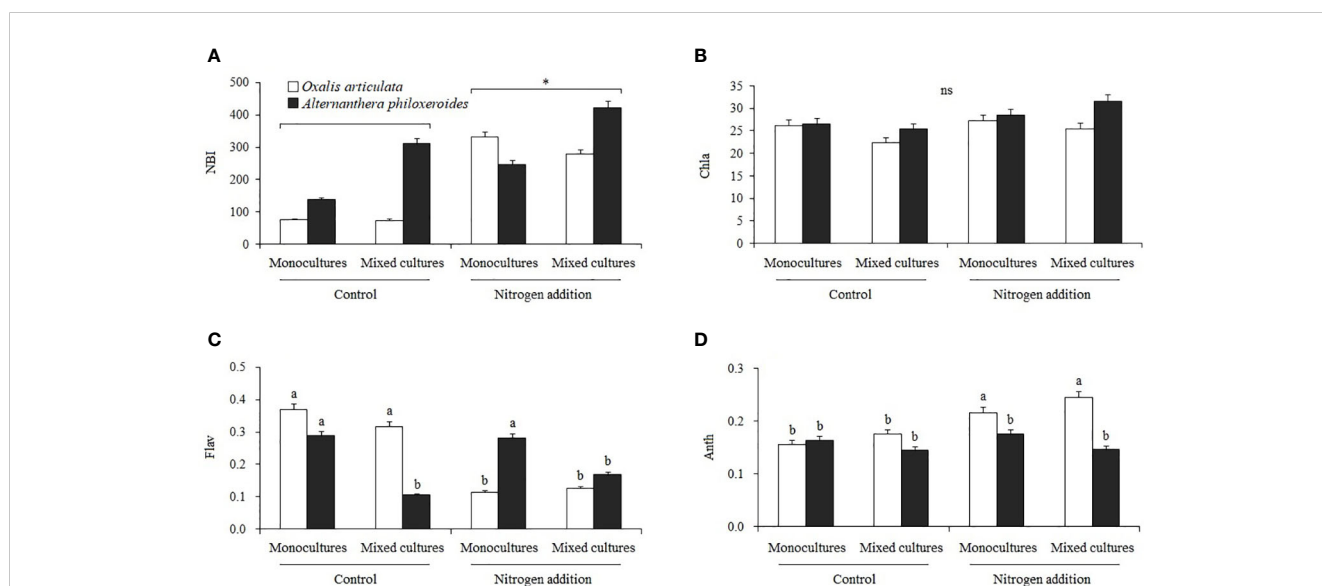 A
NBI
500
400
300
200
100
0
Oxalis articulata
Alternanthera philoxeroides
*
Monocultures Mixed cultures Monocultures Mixed cultures
Control Nitrogen addition
B
Chla
35
30
25
20
15
10
5
0
ns
Monocultures Mixed cultures Monocultures Mixed cultures
Control Nitrogen addition
C
Flav
0.5
0.4
0.3
0.2
0.1
0.0
a a a b b a b b
Monocultures Mixed cultures Monocultures Mixed cultures
Control Nitrogen addition
D
Anth
0.3
0.2
0.1
0.0
b b b b a b a b
Monocultures Mixed cultures Monocultures Mixed cultures
Control Nitrogen addition